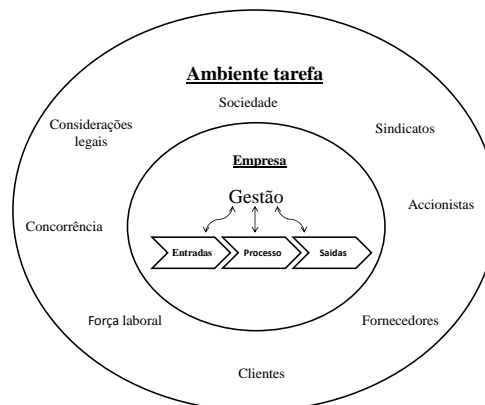 Ambiente tarefa
Sociedade
Considerações
legais
Sindicatos
Empresa
Gestão
Accionistas
Concorrência
Entradas
Processo
Saidas
Força laboral
Fornecedores
Clientes